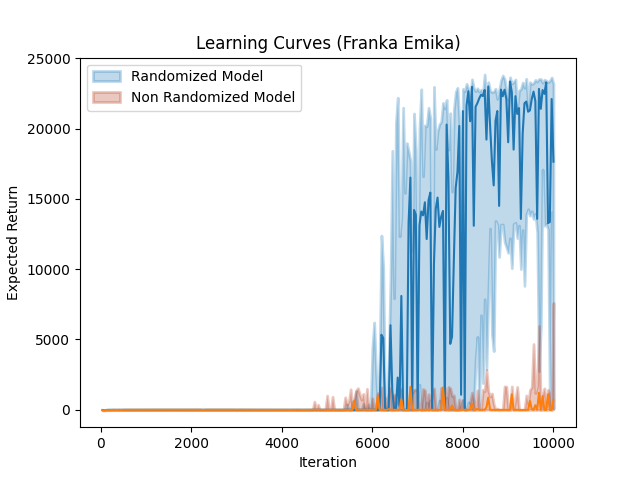 Learning Curves (Franka Emika)
25000
20000
15000
10000
5000
0
Expected Return
Randomized Model
Non Randomized Model
0 2000 4000 6000 8000 10000
Iteration